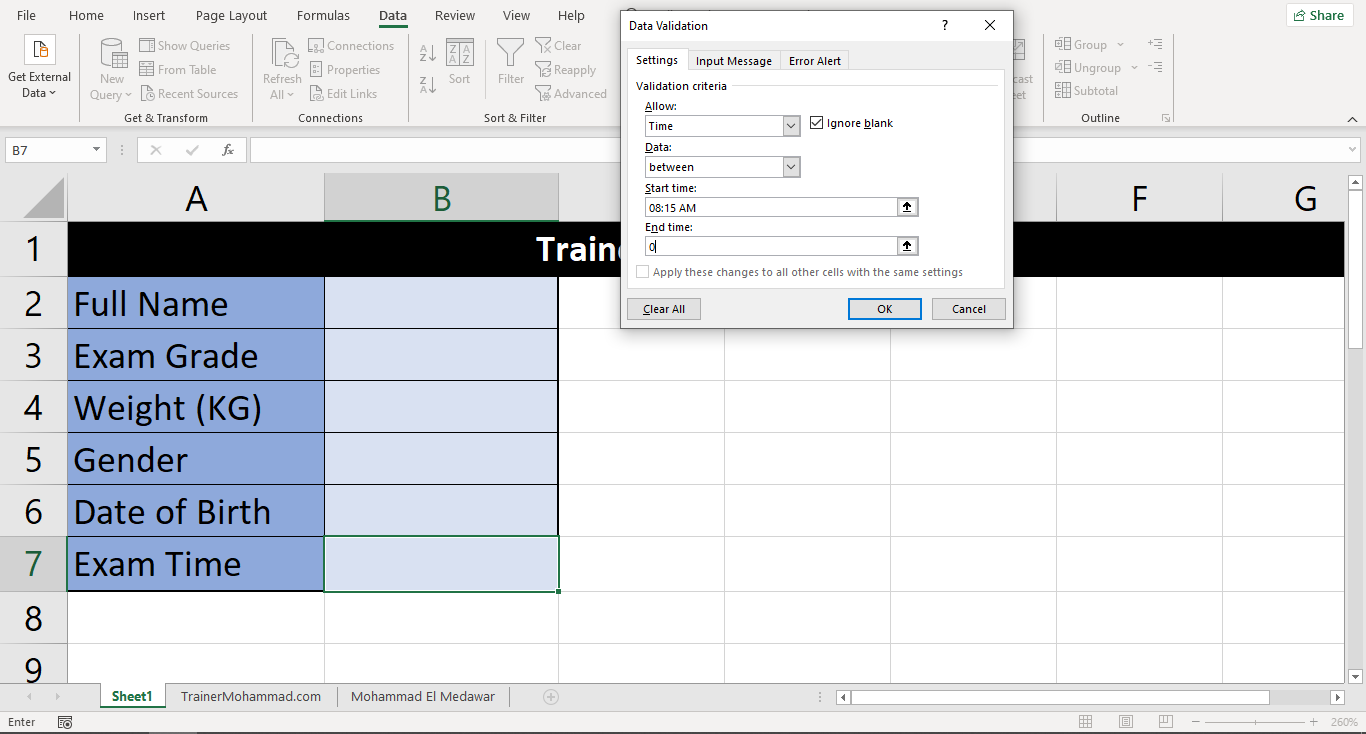 File Home Insert Page Layout Formulas Data Review View Help
Share
Get External
Data
New
Query
Show Queries
From Table
Recent Sources
Get & Transform
Refresh
All
Connections
Properties
Edit Links
Connections
Sort
Filter
Clear
Reapply
Advanced
Sort & Filter
Group
Ungroup
Subtotal
Outline
Data Validation
?
Settings Input Message Error Alert
Validation criteria
Allow:
Time
Ignore blank
Data:
between
Start time:
08:15 AM
End time:
0
Apply these changes to all other cells with the same settings
Clear All OK Cancel
B7 fx
A B F G
1
2 Full Name
3 Exam Grade
4 Weight (KG)
5 Gender
6 Date of Birth
7 Exam Time
8
9
Sheet1 TrainerMohammad.com Mohammad El Medawar
Enter 260%